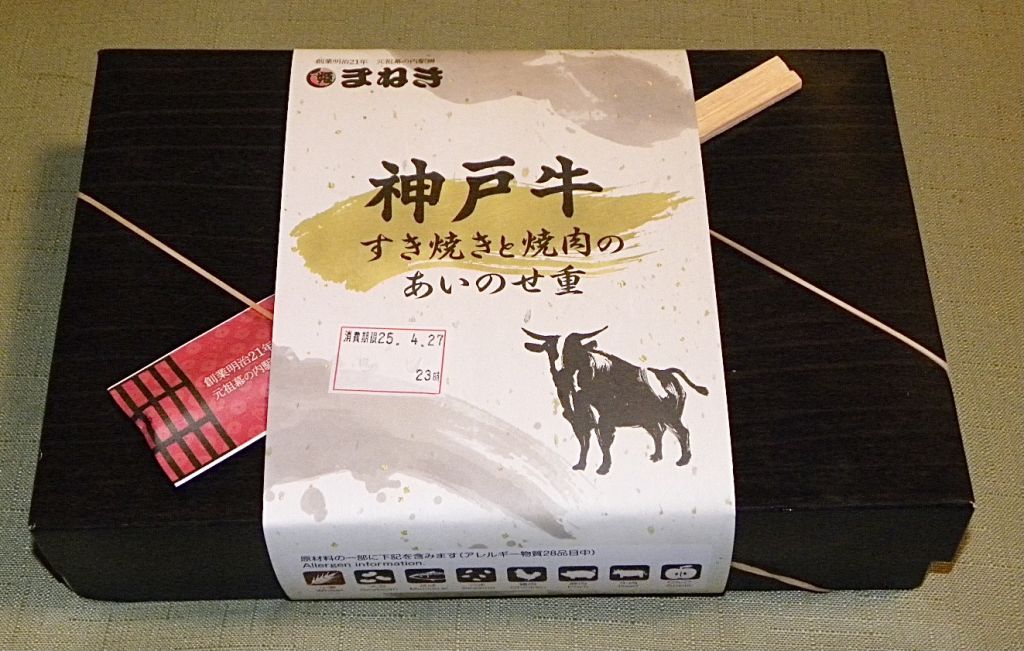 創業明治21年 元祖幕の内駅弁
まねき
神戸牛
すき焼きと焼肉の
あいのせ重
消費期限25. 4.27
23時
創業明治21年
元祖幕の内駅
原材料の一部に下記を含みます(アレルギー物質28品目中)
Allergen information.